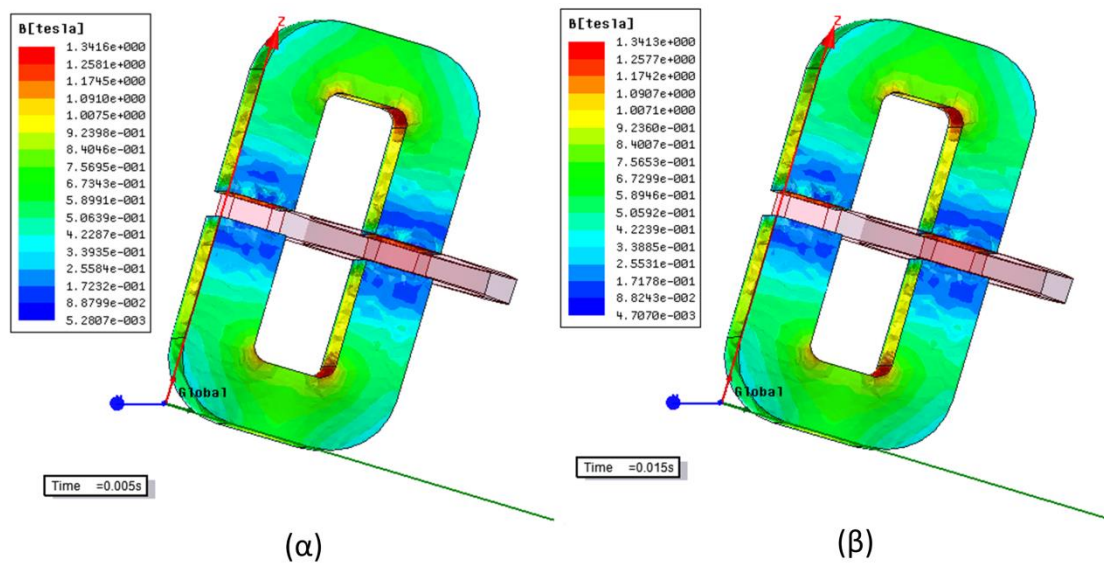 B[tesla]
1.3416e+000
1.2581e+000
1.1745e+000
1.0910e+000
1.0075e+000
9.2398e-001
8.4046e-001
7.5695e-001
6.7343e-001
5.8991e-001
5.0639e-001
4.2287e-001
3.3935e-001
2.5584e-001
1.7232e-001
8.8799e-002
5.2807e-003
Z
Global
Time =0.005s
(α)
B[tesla]
1.3413e+000
1.2577e+000
1.1742e+000
1.0907e+000
1.0071e+000
9.2360e-001
8.4007e-001
7.5653e-001
6.7299e-001
5.8946e-001
5.0592e-001
4.2239e-001
3.3885e-001
2.5531e-001
1.7178e-001
8.8243e-002
4.7070e-003
Z
Global
Time =0.015s
(β)